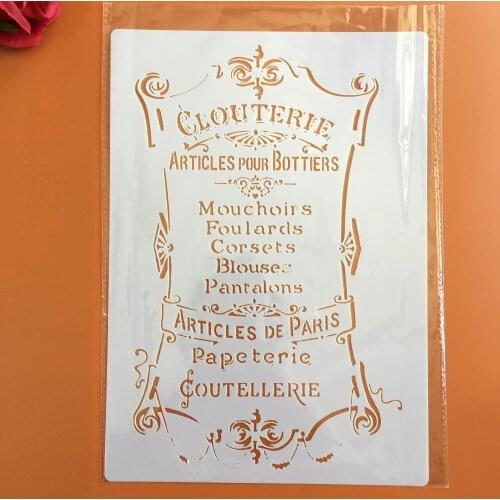 CLOUTERIE
ARTICLES POUR BOTTIERS
Mouchoirs
Foulards
Corsets
Blouses
Pantalons
ARTICLES DE PARIS
Papeterie
COUTELLERIE